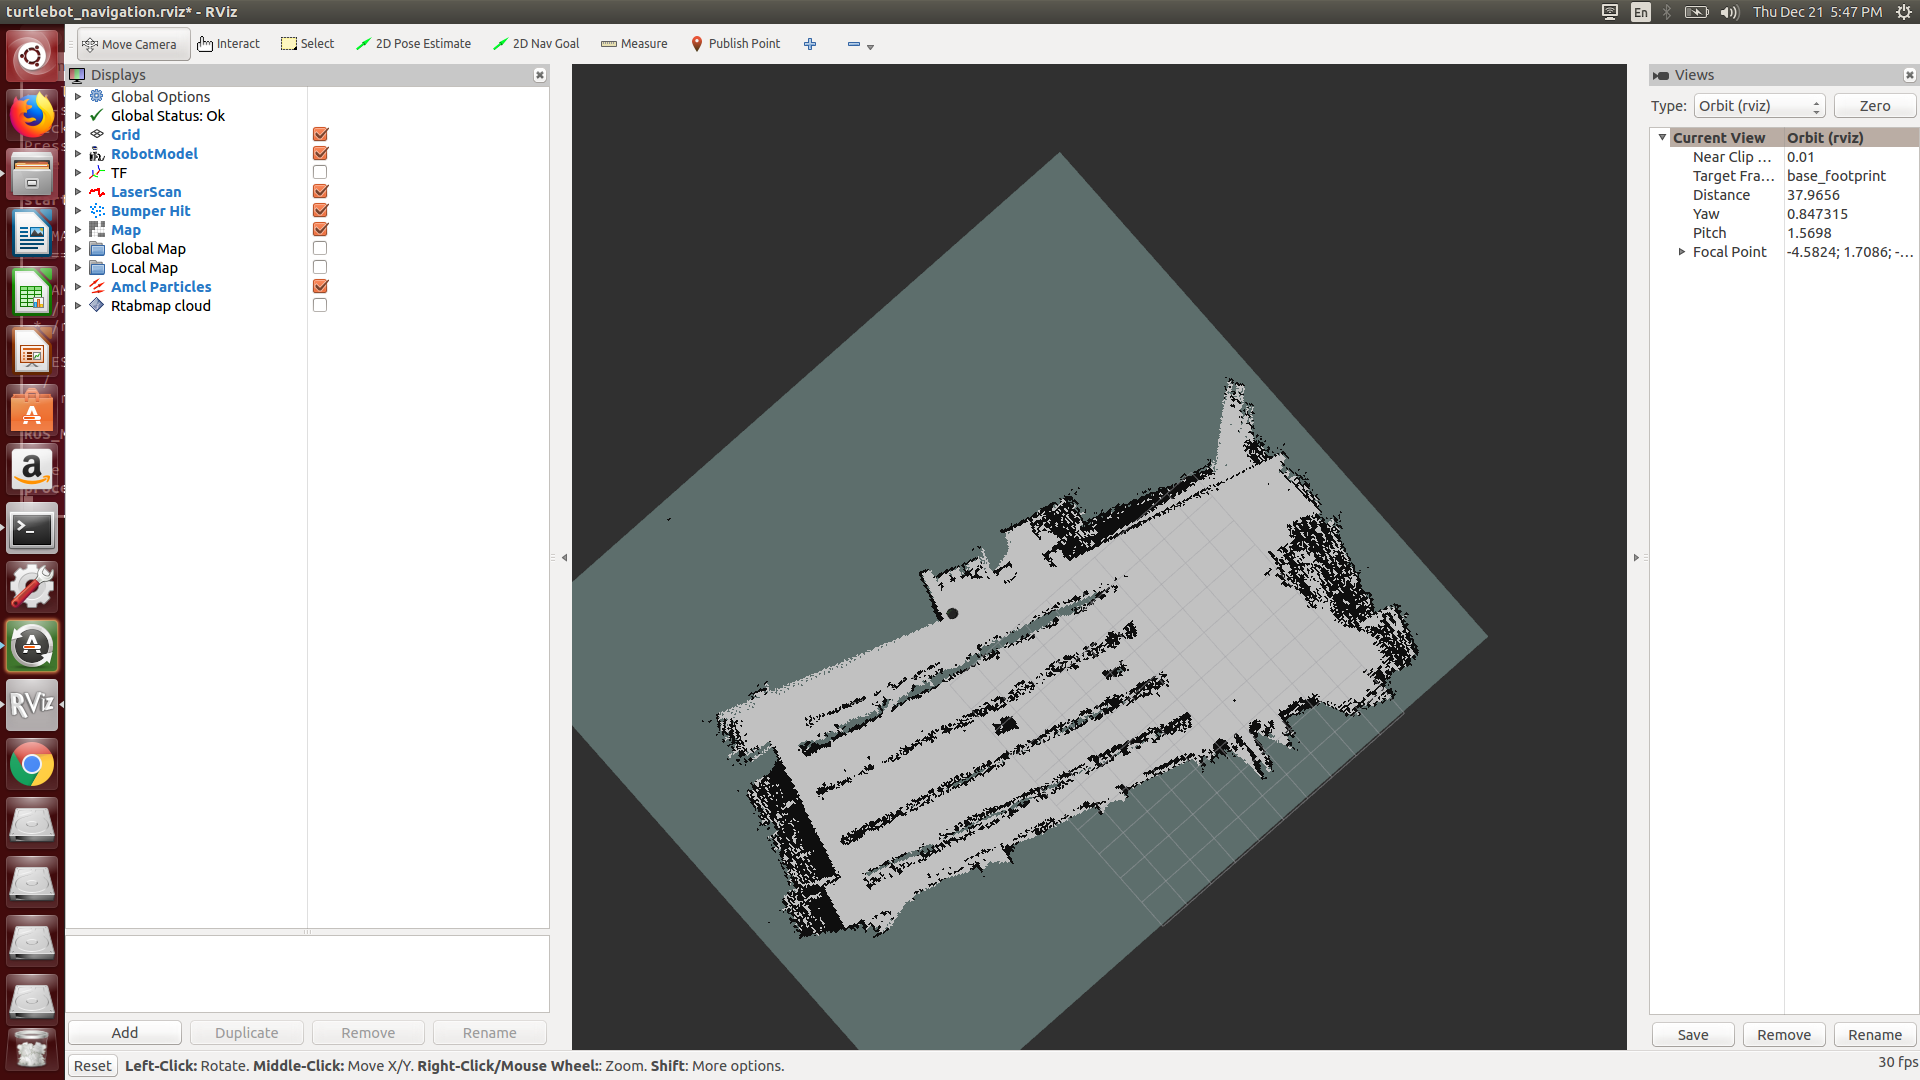 turtlebot_navigation.rviz* - RViz
En
Thu Dec 21 5:47 PM
Move Camera
Interact
Select
2D Pose Estimate
2D Nav Goal
Measure
Publish Point
Displays
Global Options
Global Status: Ok
Grid
RobotModel
TF
LaserScan
Bumper Hit
Map
Global Map
Local Map
Amcl Particles
Rtabmap cloud
Add
Duplicate
Remove
Rename
Views
Type:
Orbit (rviz)
Zero
Current View Orbit (rviz)
Near Clip ... 0.01
Target Fra... base_footprint
Distance 37.9656
Yaw 0.847315
Pitch 1.5698
Focal Point -4.5824; 1.7086; -...
Save
Remove
Rename
RViz
Reset
Left-Click: Rotate. Middle-Click: Move X/Y. Right-Click/Mouse Wheel:: Zoom. Shift: More options.
30 fps